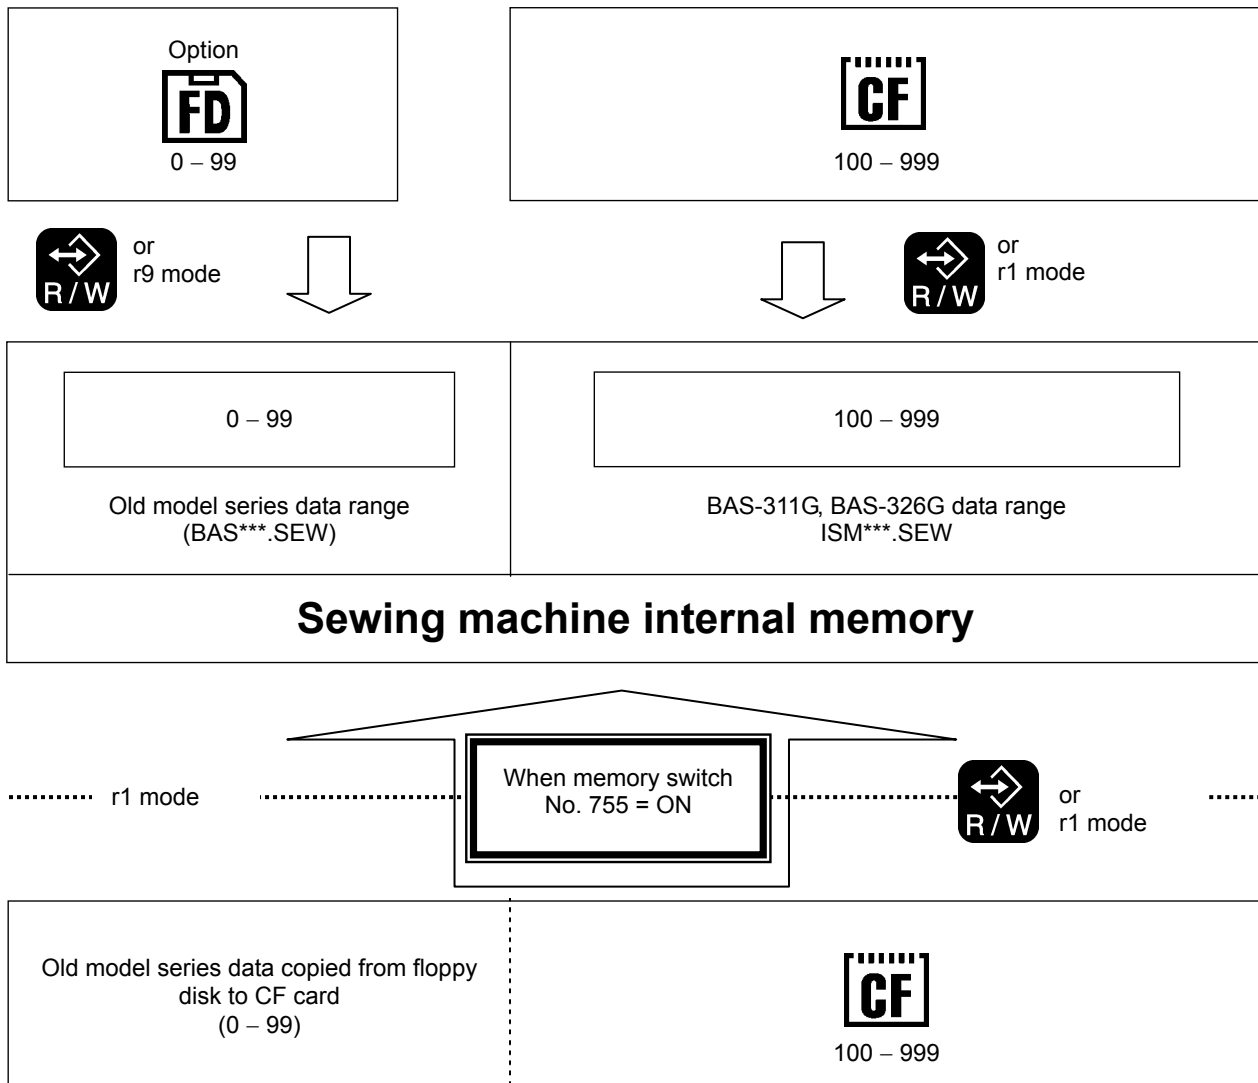 Option
FD
0 – 99
CF
100 – 999
R/W
or
r9 mode
R/W
or
r1 mode
0 – 99
100 – 999
Old model series data range
(BAS***.SEW)
BAS-311G, BAS-326G data range
ISM***.SEW
Sewing machine internal memory
r1 mode
When memory switch
No. 755 = ON
R/W
or
r1 mode
Old model series data copied from floppy
disk to CF card
(0 – 99)
CF
100 – 999